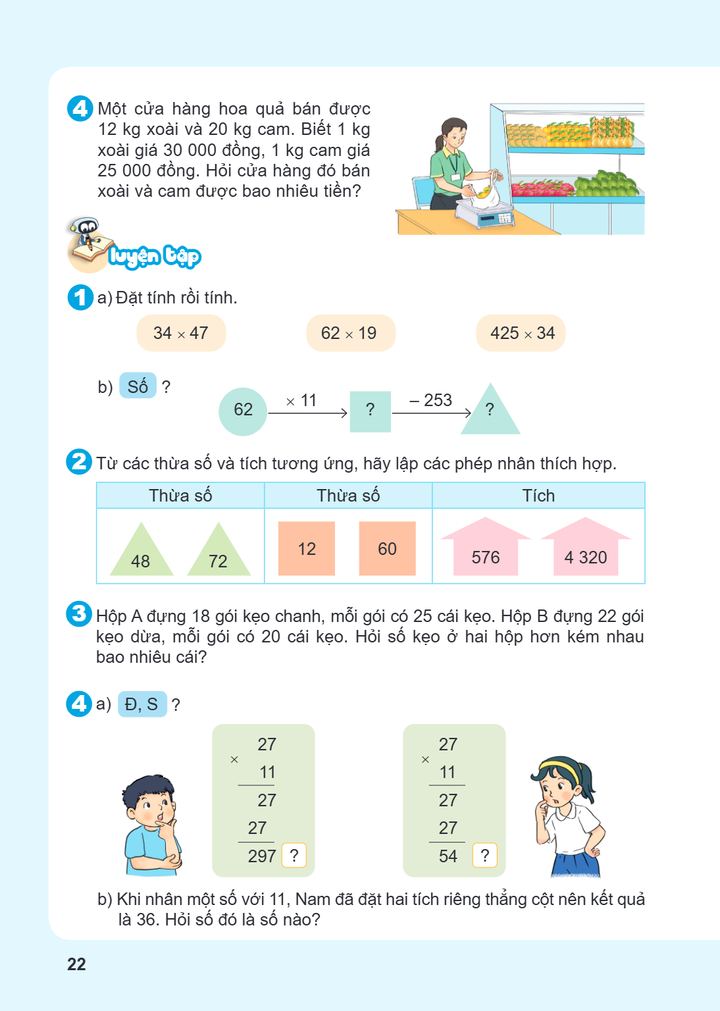 4 Một cửa hàng hoa quả bán được
12 kg xoài và 20 kg cam. Biết 1 kg
xoài giá 30 000 đồng, 1 kg cam giá
25 000 đồng. Hỏi cửa hàng đó bán
xoài và cam được bao nhiêu tiền?
luyện tập
1 a) Đặt tính rồi tính.
34 × 47 62 × 19 425 × 34
b) Số ?
62 × 11 ? – 253 ?
2 Từ các thừa số và tích tương ứng, hãy lập các phép nhân thích hợp.
Thừa số Thừa số Tích
48 72 12 60 576 4 320
3 Hộp A đựng 18 gói kẹo chanh, mỗi gói có 25 cái kẹo. Hộp B đựng 22 gói
kẹo dừa, mỗi gói có 20 cái kẹo. Hỏi số kẹo ở hai hộp hơn kém nhau
bao nhiêu cái?
4 a) Đ, S ?
27
×
11
27
27
297 ?
27
×
11
27
27
54 ?
b) Khi nhân một số với 11, Nam đã đặt hai tích riêng thẳng cột nên kết quả
là 36. Hỏi số đó là số nào?
22